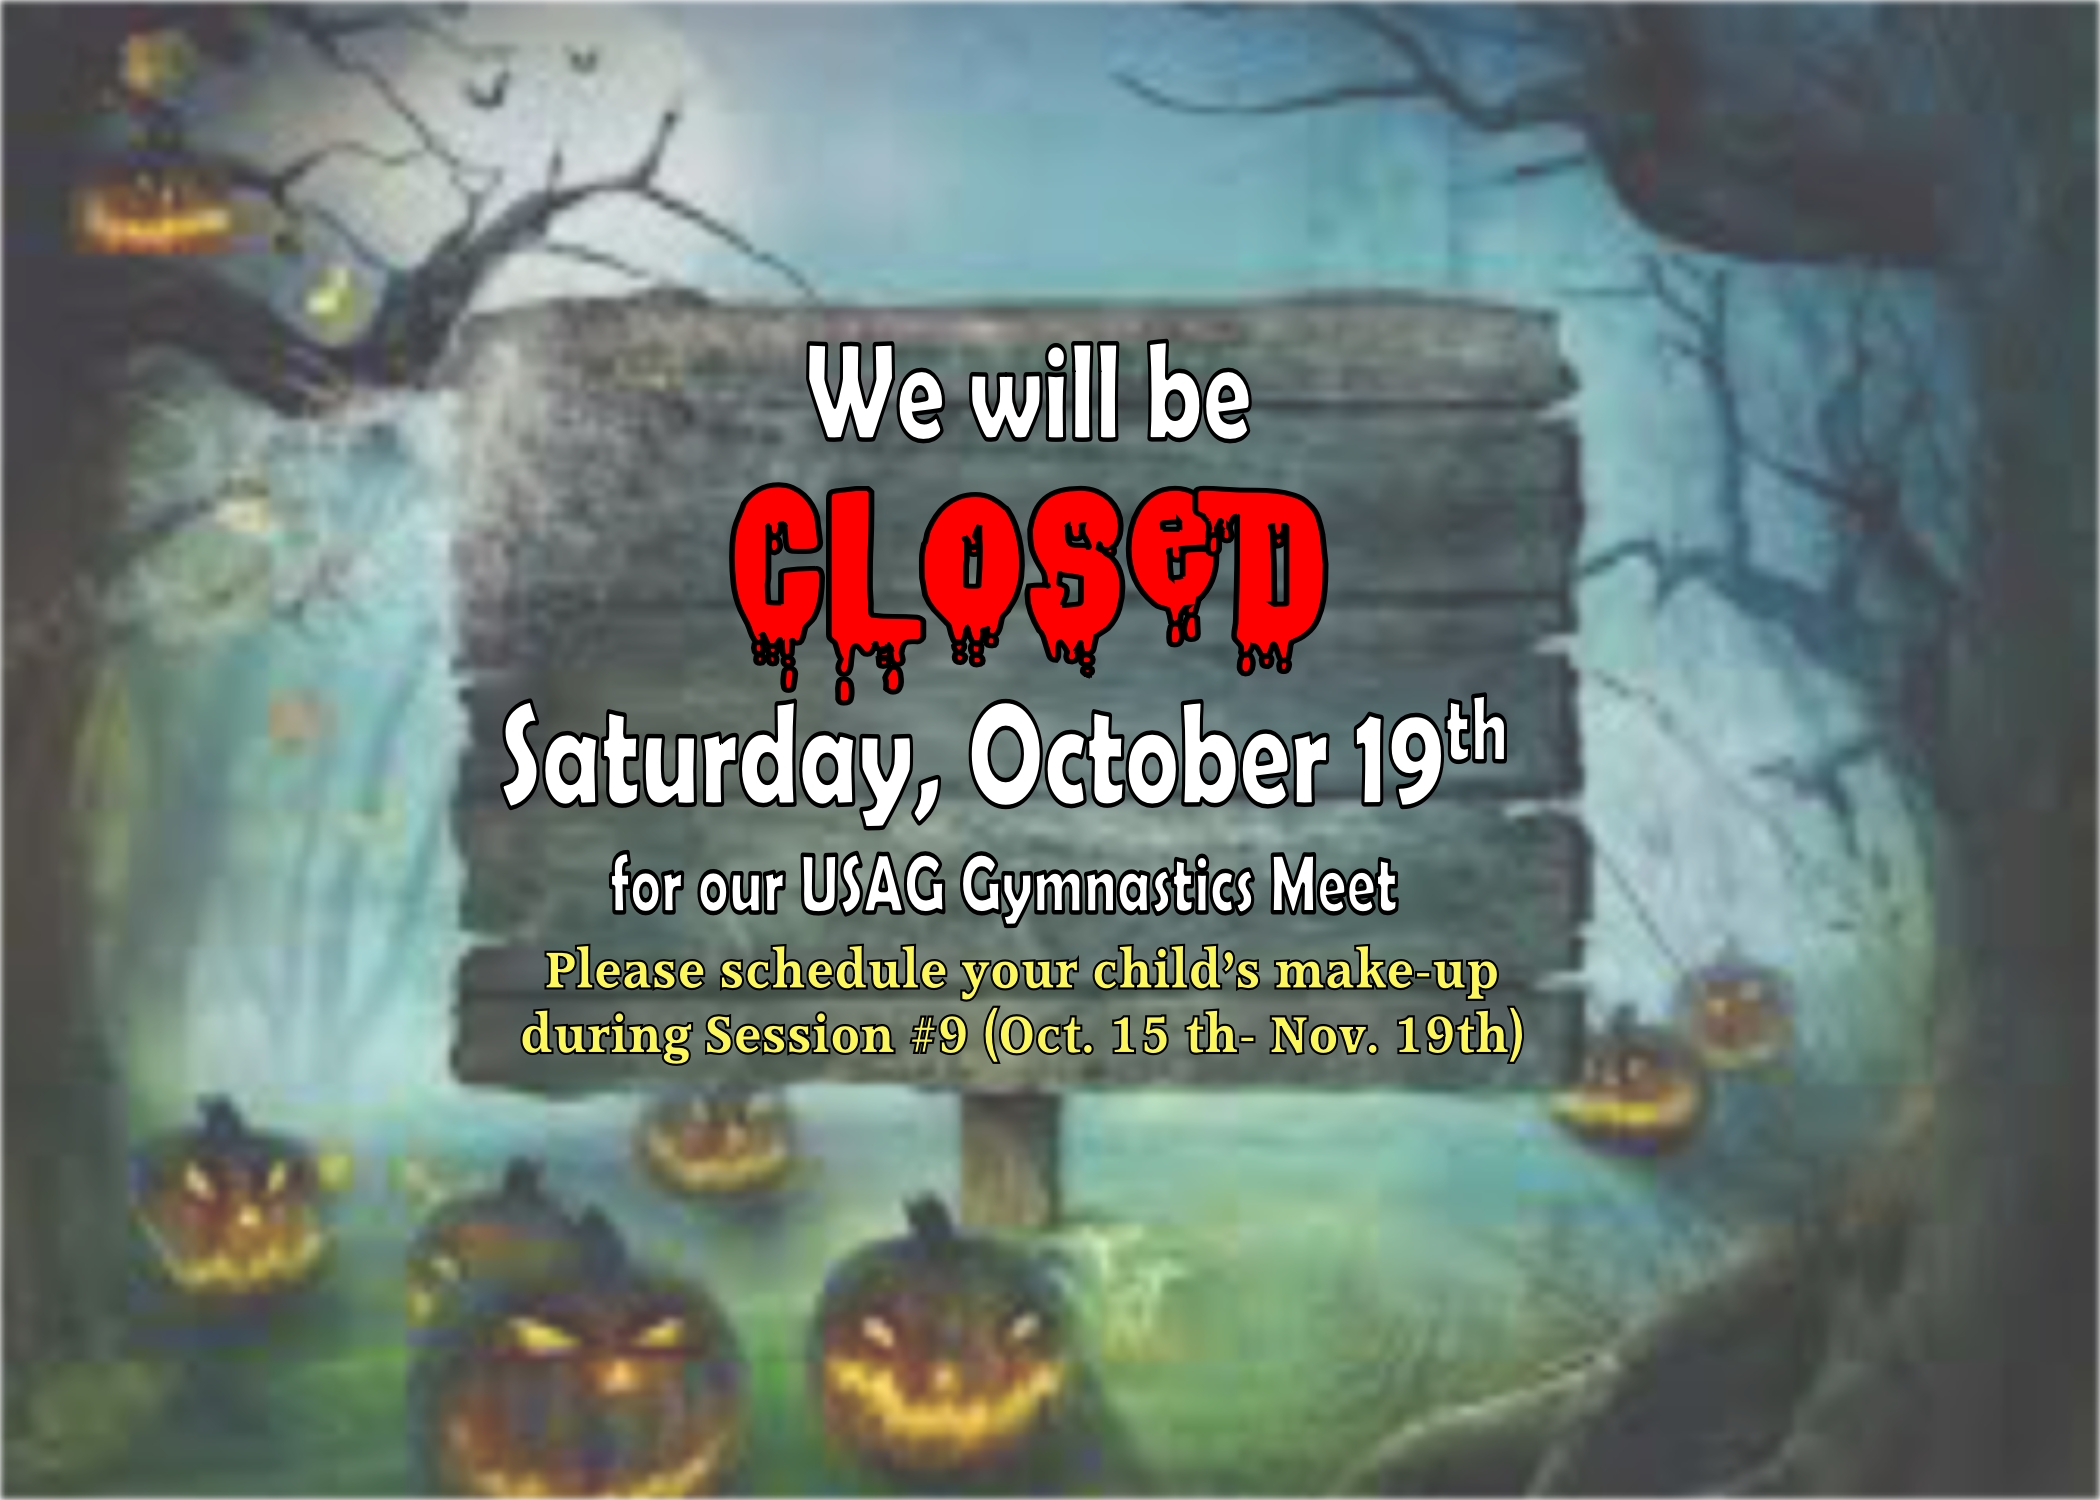 We will be
CLOSeD
Saturday, October 19th
for our USAG Gymnastics Meet
Please schedule your child’s make-up
during Session #9 (Oct. 15 th- Nov. 19th)